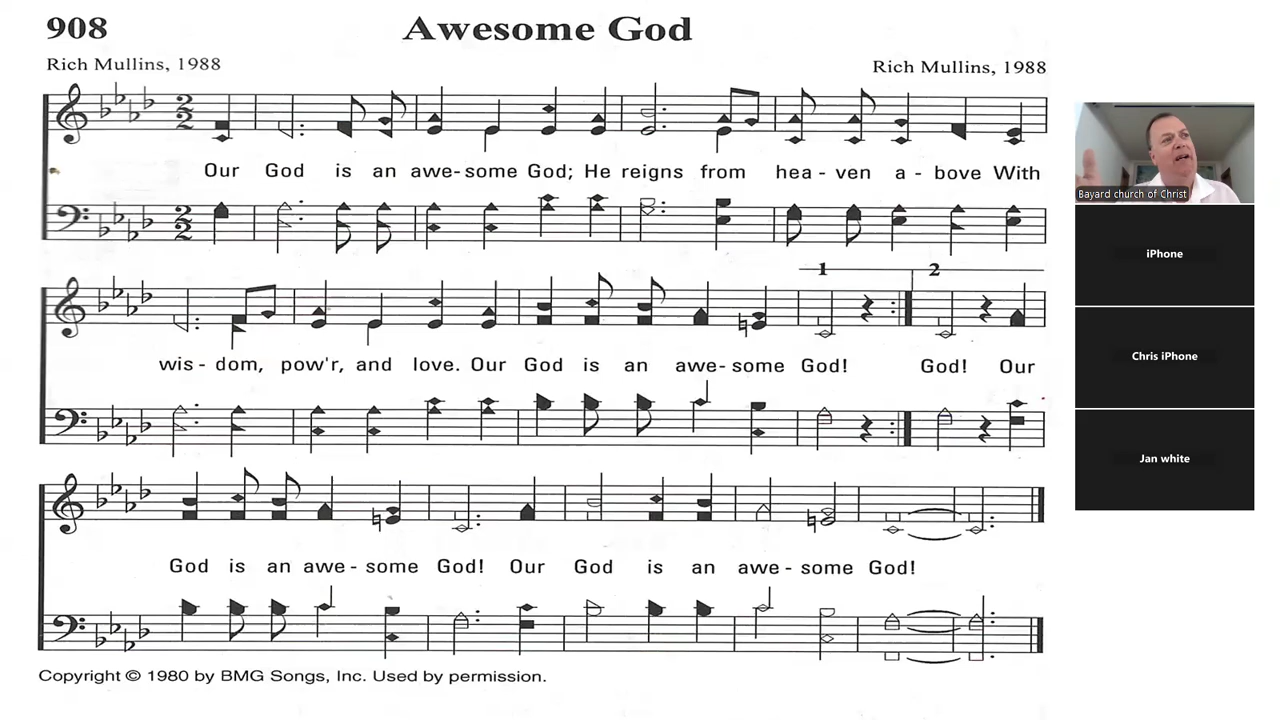 908 Awesome God
Rich Mullins, 1988 Rich Mullins, 1988
Our God is an awe-some God; He reigns from hea-ven a-bove With
1 2
wis-dom, pow'r, and love. Our God is an awe-some God! God! Our
God is an awe-some God! Our God is an awe-some God!
Copyright © 1980 by BMG Songs, Inc. Used by permission.
Bayard church of Christ
iPhone
Chris iPhone
Jan white